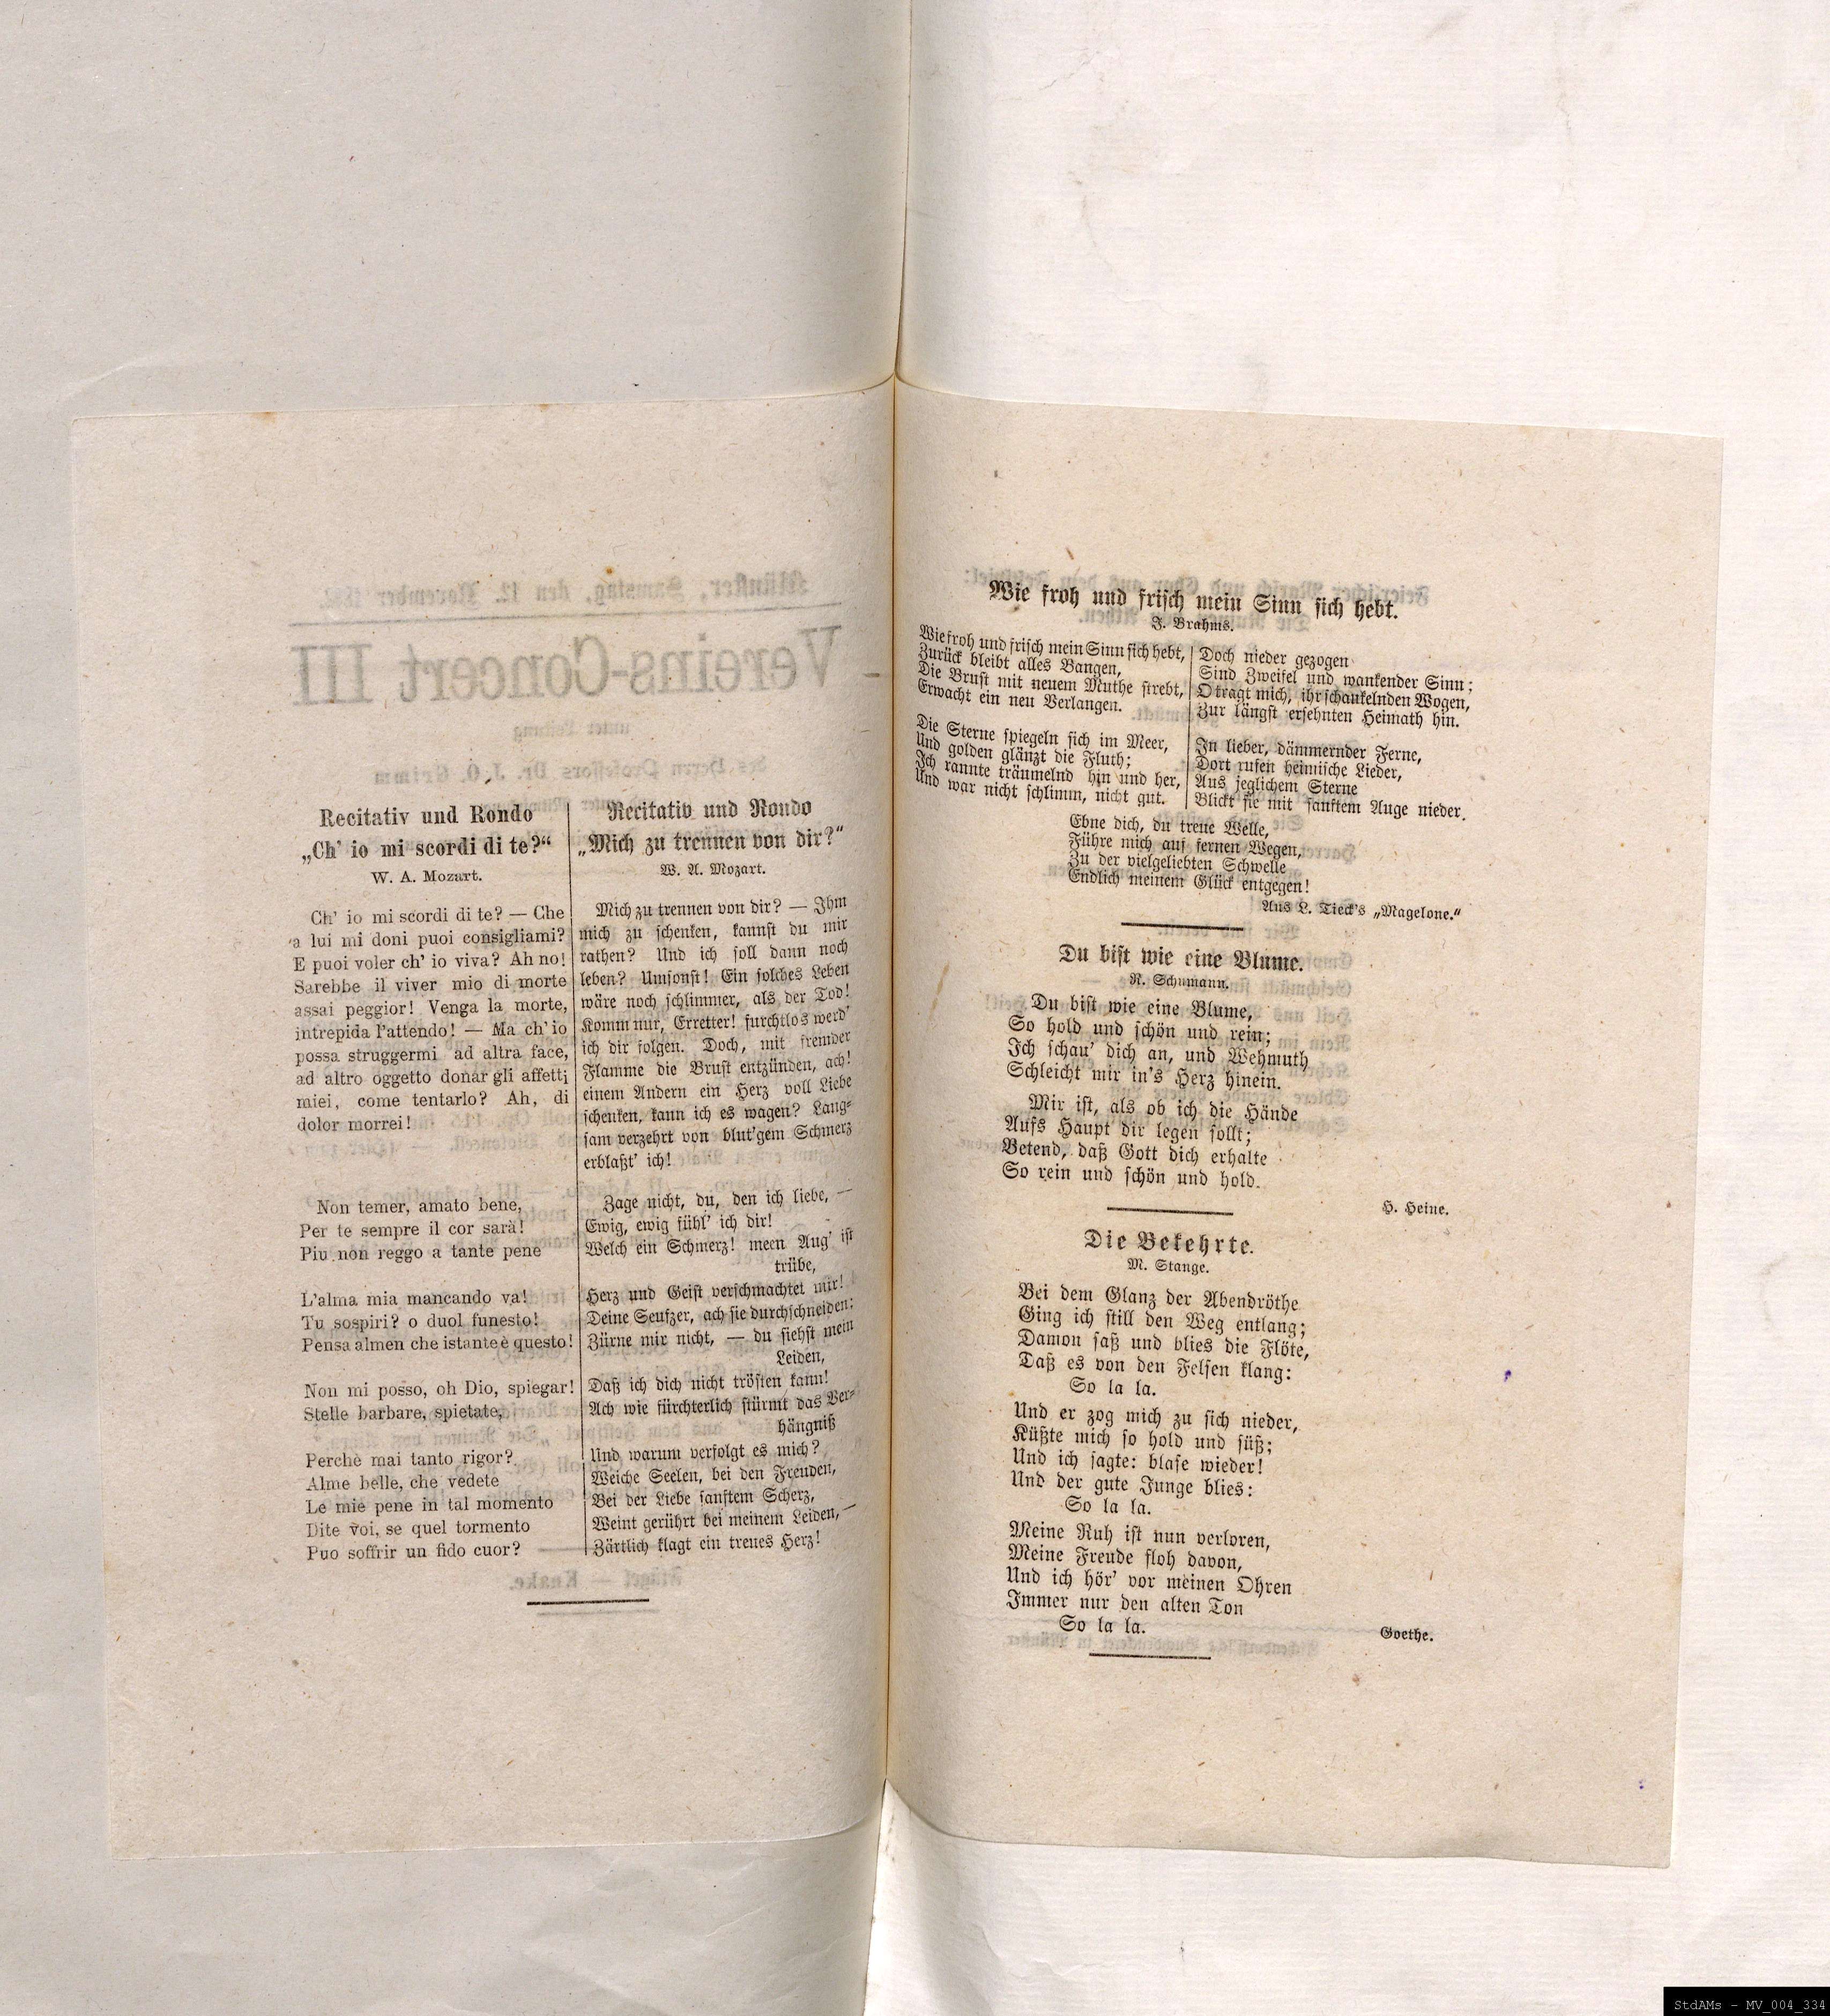 Recitativ und Rondo
„Ch' io mi scordi di te?“
W. A. Mozart.
Ch' io mi scordi di te? — Che
a lui mi doni puoi consigliami?
E puoi voler ch' io viva? Ah no!
Sarebbe il viver mio di morte
assai peggior! Venga la morte,
intrepida l'attendo! — Ma ch' io
possa struggermi ad altra face,
ad altro oggetto donar gli affetti
miei, come tentarlo? Ah, di
dolor morrei!
Non temer, amato bene,
Per te sempre il cor sarà!
Piu non reggo a tante pene
L'alma mia mancando va!
Tu sospiri? o duol funesto!
Pensa almen che istante è questo!
Non mi posso, oh Dio, spiegar!
Stelle barbare, spietate,
Perchè mai tanto rigor?
Alme belle, che vedete
Le mie pene in tal momento
Dite voi, se quel tormento
Puo soffrir un fido cuor?
Recitativ und Rondo
„Mich zu trennen von dir?“
W. A. Mozart.
Mich zu trennen von dir? — Ihm
mich zu schenken, kannst du mir
rathen? Und ich soll dann noch
leben? Umsonst! Ein solches Leben
wäre noch schlimmer, als der Tod!
Komm nur, Erretter! furchtlos werd'
ich dir folgen. Doch, mit fremder
Flamme die Brust entzünden, ach!
einem Andern ein Herz voll Liebe
schenken, kann ich es wagen? Lang-
sam verzehrt von blut'gem Schmerz
erblaßt' ich!
Zage nicht, du, den ich liebe, —
Ewig, ewig fühl' ich dir!
Welch ein Schmerz! meen Aug' ist
trübe,
Herz und Geist verschmachtet mir!
Deine Seufzer, ach sie durchschneiden:
Zürne mir nicht, — du siehst mein
Leiden,
Daß ich dich nicht trösten kann!
Ach wie fürchterlich stürmt das Ver-
hängniß
Und warum verfolgt es mich?
Weiche Seelen, bei den Freuden,
Bei der Liebe sanftem Scherz,
Weint gerührt bei meinem Leiden, —
Zärtlich klagt ein treues Herz!
Wie froh und frisch mein Sinn sich hebt.
J. Brahms.
Wie froh und frisch mein Sinn sich hebt,
Zurück bleibt alles Bangen,
Die Brust mit neuem Muthe strebt,
Erwacht ein neu Verlangen.
Die Sterne spiegeln sich im Meer,
Und golden glänzt die Fluth;
Ich rannte träumelnd hin und her,
Und war nicht schlimm, nicht gut.
Doch nieder gezogen
Sind Zweifel und wankender Sinn;
O tragt mich, ihr schaukelnden Wogen,
Zur längst ersehnten Heimath hin.
In lieber, dämmernder Ferne,
Dort rufen heimische Lieder,
Aus jeglichem Sterne
Blickt sie mit sanftem Auge nieder.
Ebne dich, du treue Welle,
Führe mich auf fernen Wegen,
Zu der vielgeliebten Schwelle
Endlich meinem Glück entgegen!
Aus L. Tieck's „Magelone.“
Du bist wie eine Blume.
R. Schumann.
Du bist wie eine Blume,
So hold und schön und rein;
Ich schau' dich an, und Wehmuth
Schleicht mir in's Herz hinein.
Mir ist, als ob ich die Hände
Aufs Haupt dir legen sollt;
Betend, daß Gott dich erhalte
So rein und schön und hold.
H. Heine.
Die Bekehrte.
M. Stange.
Bei dem Glanz der Abendröthe
Ging ich still den Weg entlang;
Damon saß und blies die Flöte,
Daß es von den Felsen klang:
So la la.
Und er zog mich zu sich nieder,
Küßte mich so hold und süß;
Und ich sagte: blase wieder!
Und der gute Junge blies:
So la la.
Meine Ruh ist nun verloren,
Meine Freude floh davon,
Und ich hör' vor meinen Ohren
Immer nur den alten Ton
So la la.
Goethe.
StdAMs - MV_004_334